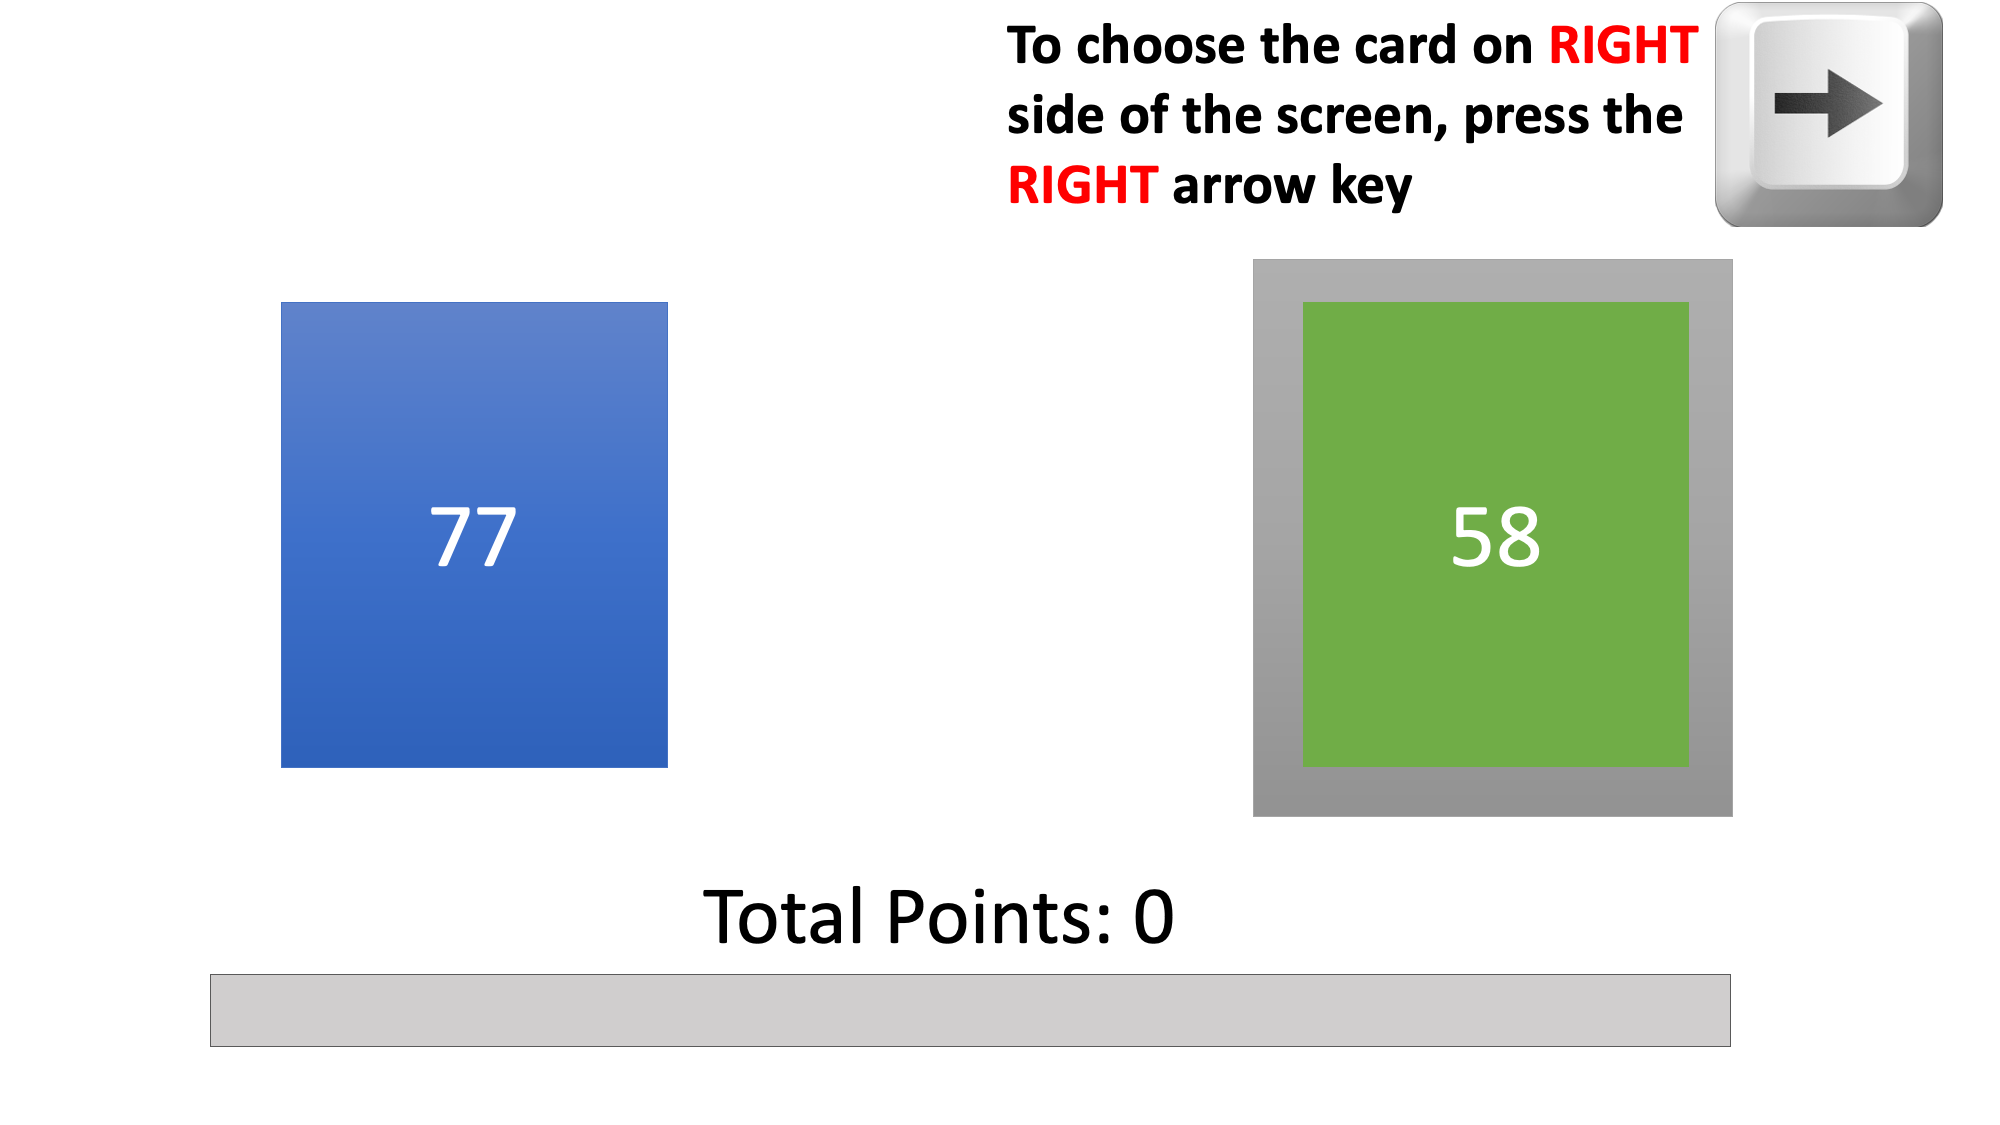 To choose the card on RIGHT
side of the screen, press the
RIGHT arrow key
77
58
Total Points: 0